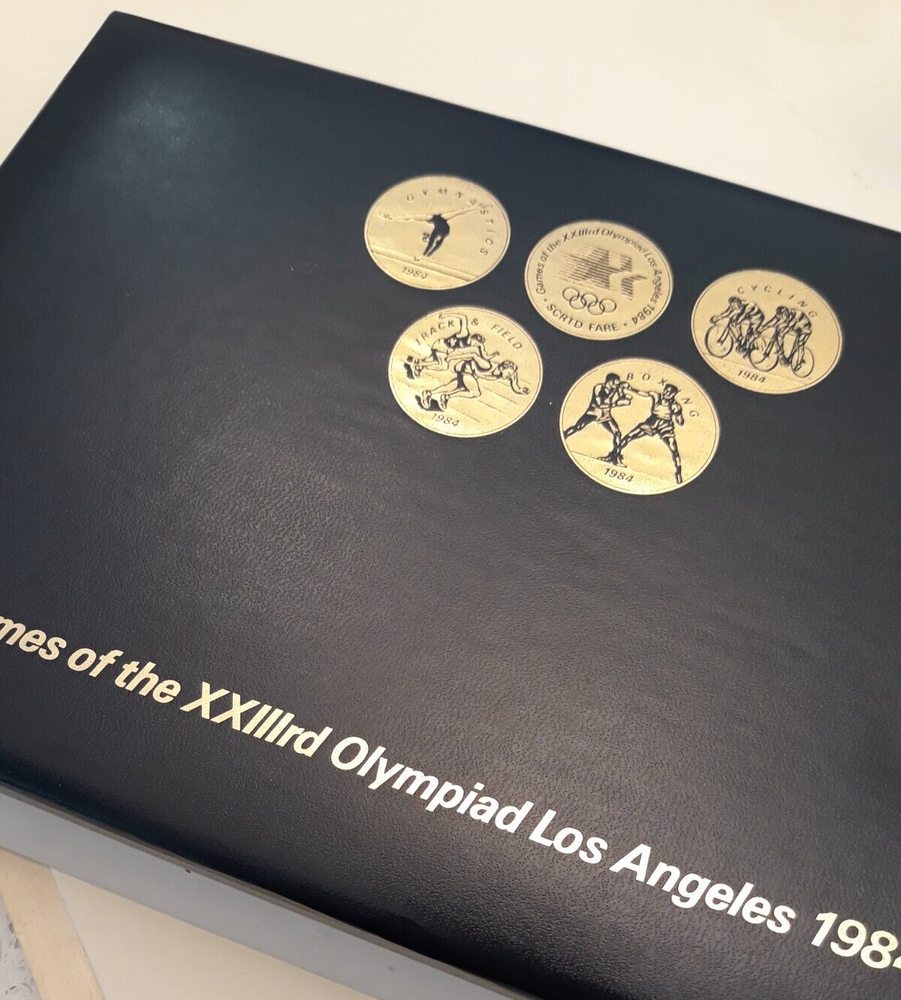 GYMNASTICS
1984
Games of the XXIIIrd Olympiad Los Angeles 1984
• SCRTD FARE •
CYCLING
1984
TRACK & FIELD
1984
BOXING
1984
mes of the XXIIIrd Olympiad Los Angeles 1984